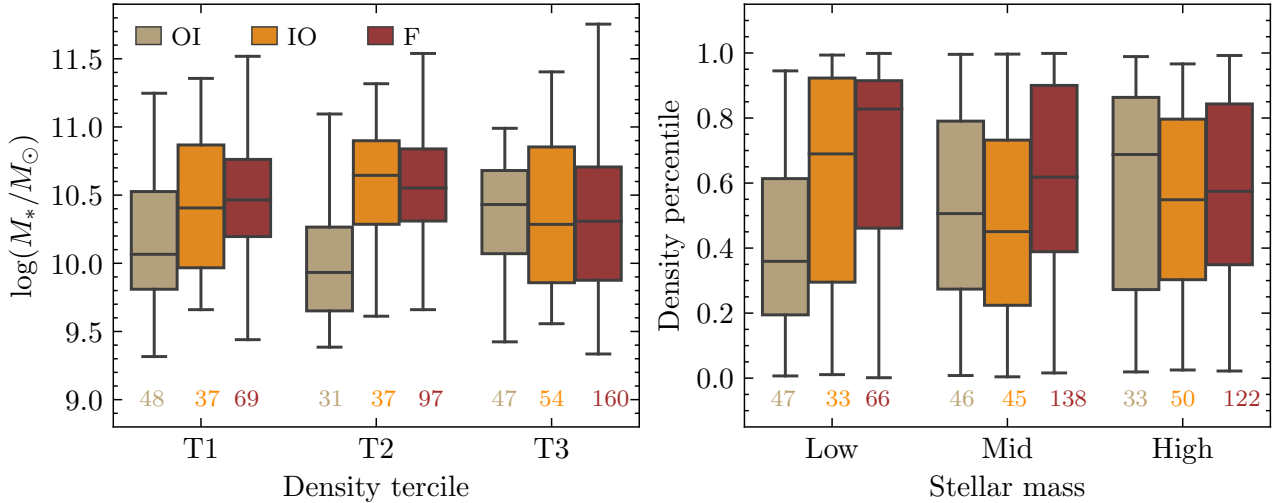 OI IO F
log(M*/M⊙)
11.5
11.0
10.5
10.0
9.5
9.0
48 37 69 31 37 97 47 54 160
T1 T2 T3
Density tercile
Density percentile
1.0
0.8
0.6
0.4
0.2
0.0
47 33 66 46 45 138 33 50 122
Low Mid High
Stellar mass